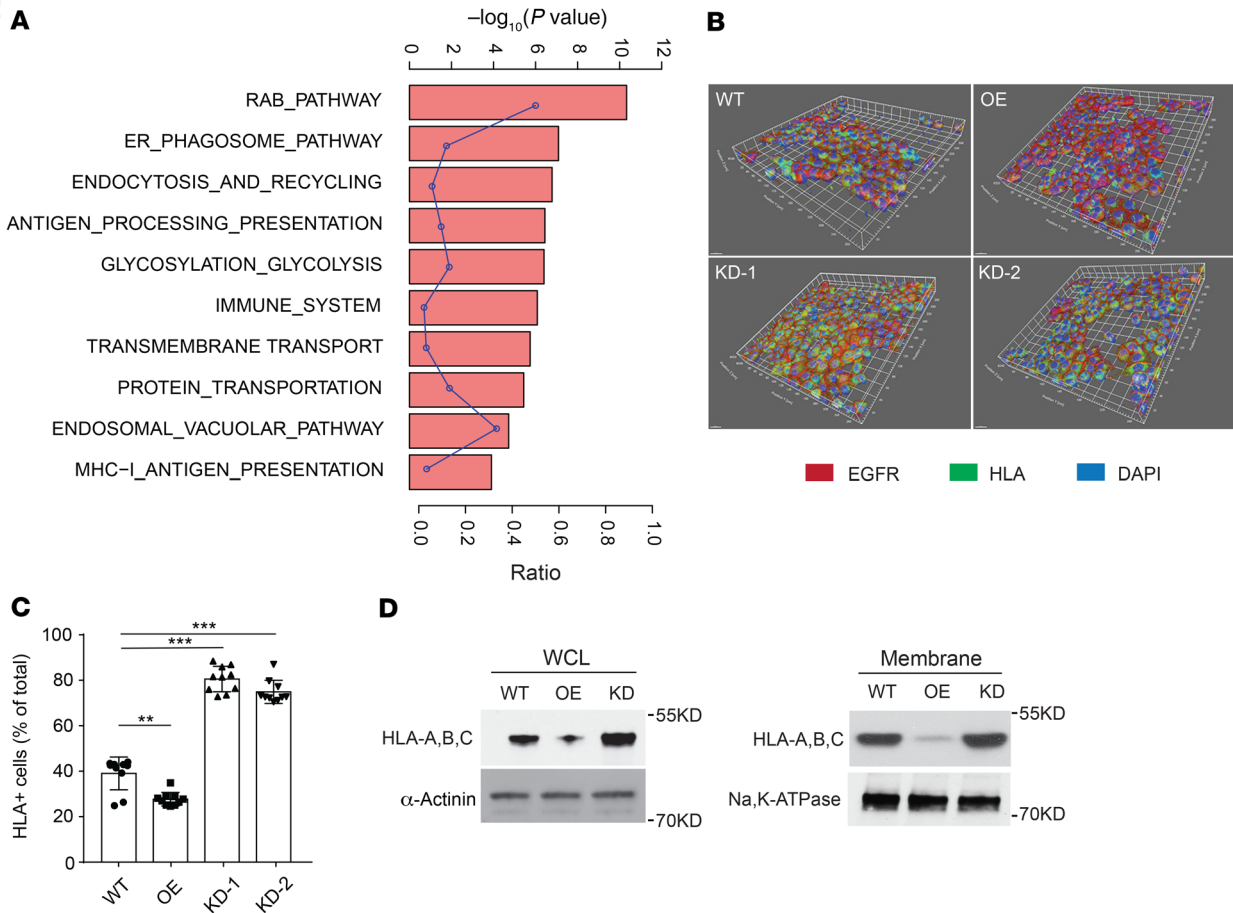 A
–log10(P value)
0 2 4 6 8 10 12
RAB_PATHWAY
ER_PHAGOSOME_PATHWAY
ENDOCYTOSIS_AND_RECYCLING
ANTIGEN_PROCESSING_PRESENTATION
GLYCOSYLATION_GLYCOLYSIS
IMMUNE_SYSTEM
TRANSMEMBRANE TRANSPORT
PROTEIN_TRANSPORTATION
ENDOSOMAL_VACUOLAR_PATHWAY
MHC−I_ANTIGEN_PRESENTATION
0.0 0.2 0.4 0.6 0.8 1.0
Ratio
B
WT
OE
KD-1
KD-2
EGFR HLA DAPI
C
HLA+ cells (% of total)
100
80
60
40
20
0
***
***
**
WT OE KD-1 KD-2
D
WCL
WT OE KD
-55KD
HLA-A,B,C
α-Actinin
-70KD
Membrane
WT OE KD
-55KD
HLA-A,B,C
Na,K-ATPase
-70KD